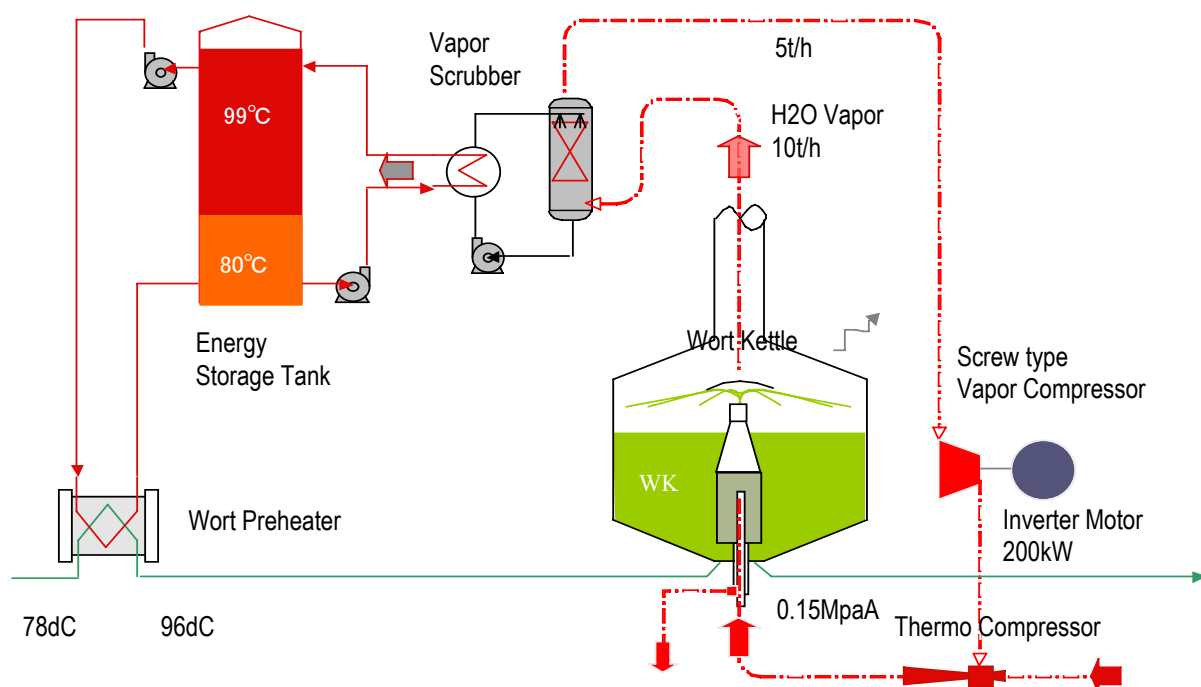 Vapor
Scrubber
5t/h
99°C
H2O Vapor
10t/h
80°C
Energy
Storage Tank
Wort Kettle
Screw type
Vapor Compressor
WK
Wort Preheater
Inverter Motor
200kW
78dC
96dC
0.15MpaA
Thermo Compressor